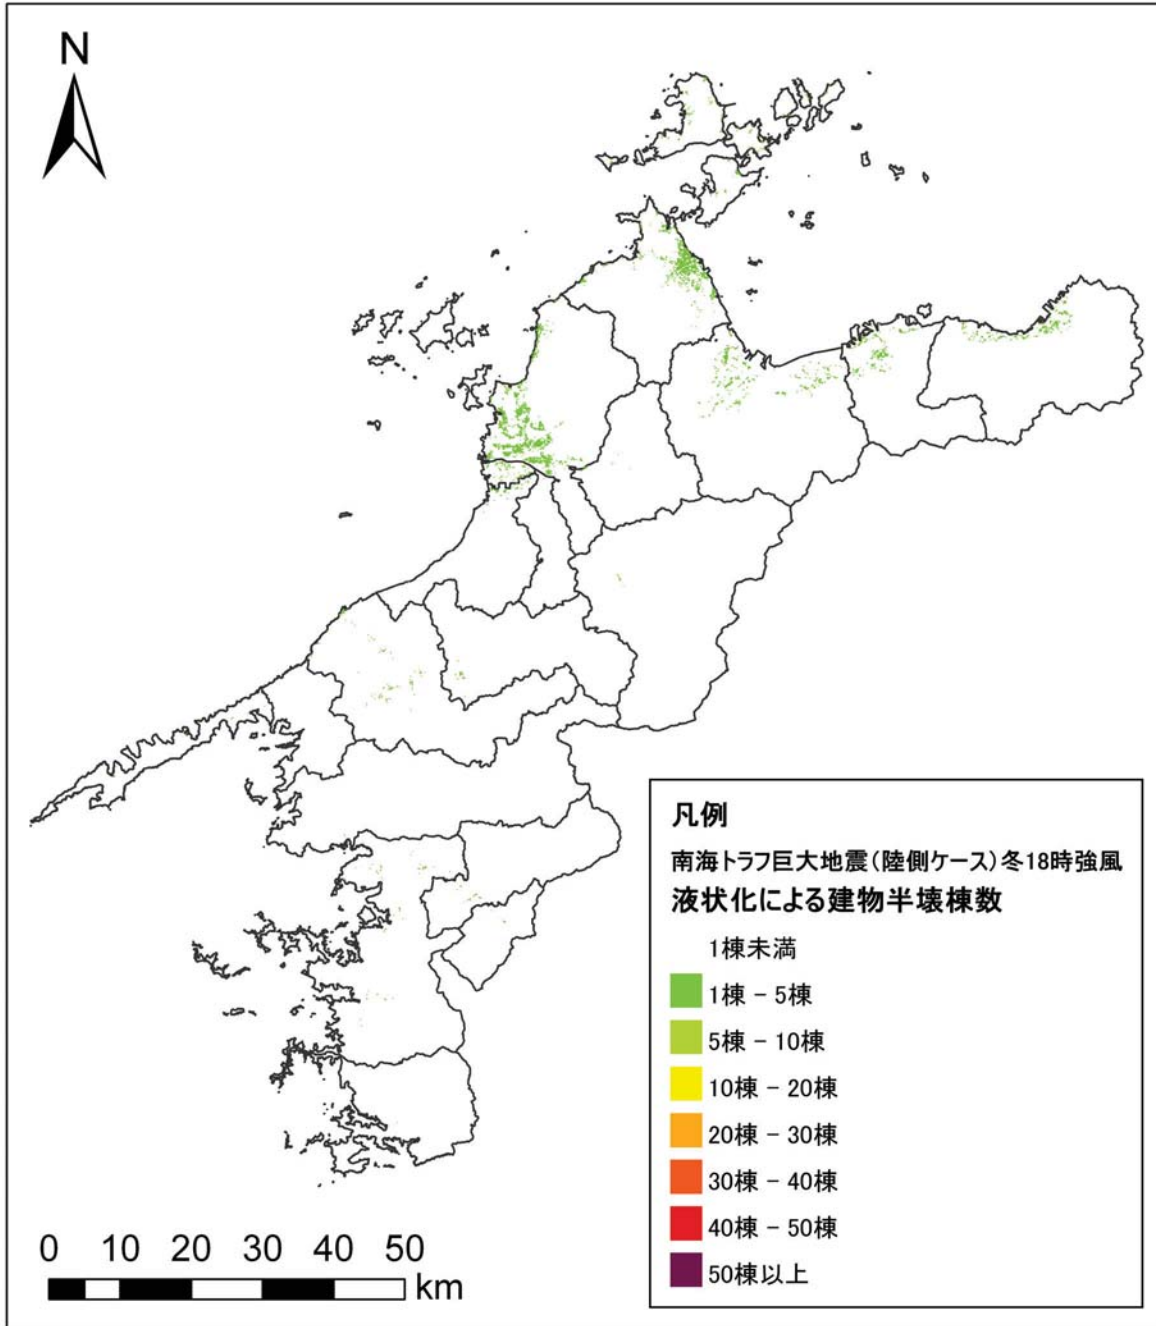 N
凡例
南海トラフ巨大地震(陸側ケース)冬18時強風
液状化による建物半壊棟数
1棟未満
1棟 - 5棟
5棟 - 10棟
10棟 - 20棟
20棟 - 30棟
30棟 - 40棟
40棟 - 50棟
50棟以上
0 10 20 30 40 50
km